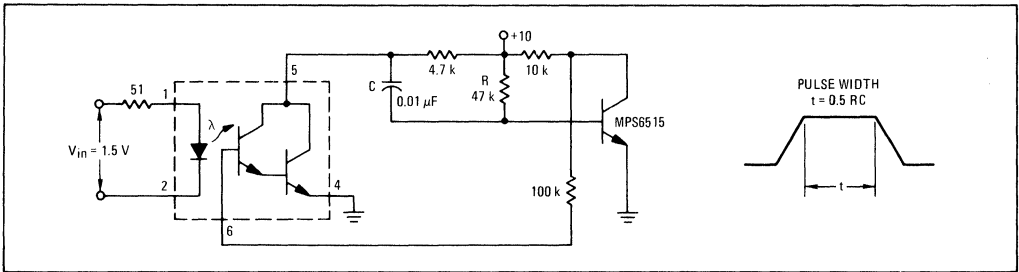 +10
5
4.7 k
10 k
51
1
C
0.01 μF
R
47 k
PULSE WIDTH
t = 0.5 RC
λ
MPS6515
Vin = 1.5 V
4
100 k
t
2
6